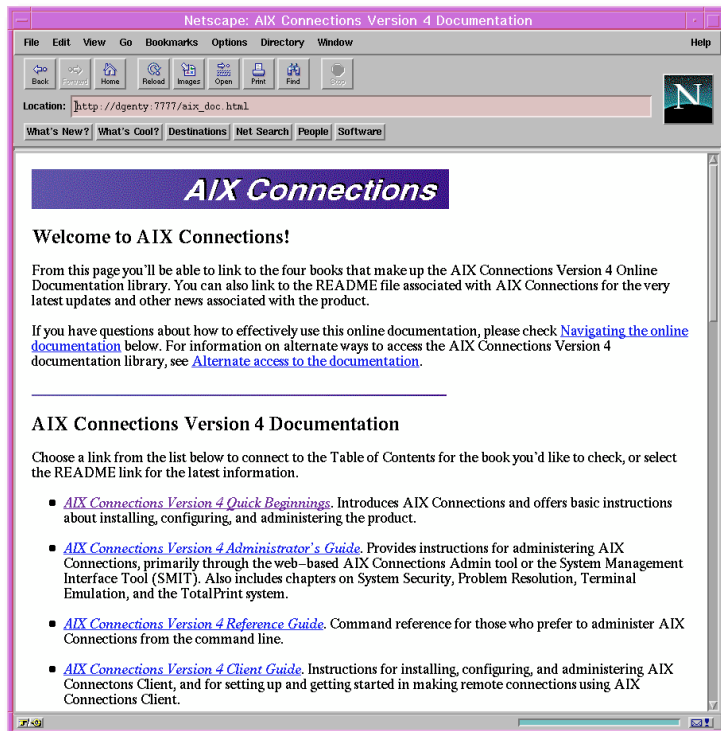 Netscape: AIX Connections Version 4 Documentation
File Edit View Go Bookmarks Options Directory Window Help
Back Forward Home Reload Images Open Print Find Stop
Location: http://dgenty:7777/aix_doc.html
N
What's New? What's Cool? Destinations Net Search People Software
AIX Connections
Welcome to AIX Connections!
From this page you'll be able to link to the four books that make up the AIX Connections Version 4 Online
Documentation library. You can also link to the README file associated with AIX Connections for the very
latest updates and other news associated with the product.
If you have questions about how to effectively use this online documentation, please check Navigating the online
documentation below. For information on alternate ways to access the AIX Connections Version 4
documentation library, see Alternate access to the documentation.
AIX Connections Version 4 Documentation
Choose a link from the list below to connect to the Table of Contents for the book you'd like to check, or select
the README link for the latest information.
AIX Connections Version 4 Quick Beginnings. Introduces AIX Connections and offers basic instructions
about installing, configuring, and administering the product.
AIX Connections Version 4 Administrator's Guide. Provides instructions for administering AIX
Connections, primarily through the web-based AIX Connections Admin tool or the System Management
Interface Tool (SMIT). Also includes chapters on System Security, Problem Resolution, Terminal
Emulation, and the TotalPrint system.
AIX Connections Version 4 Reference Guide. Command reference for those who prefer to administer AIX
Connections from the command line.
AIX Connections Version 4 Client Guide. Instructions for installing, configuring, and administering AIX
Connectons Client, and for setting up and getting started in making remote connections using AIX
Connections Client.